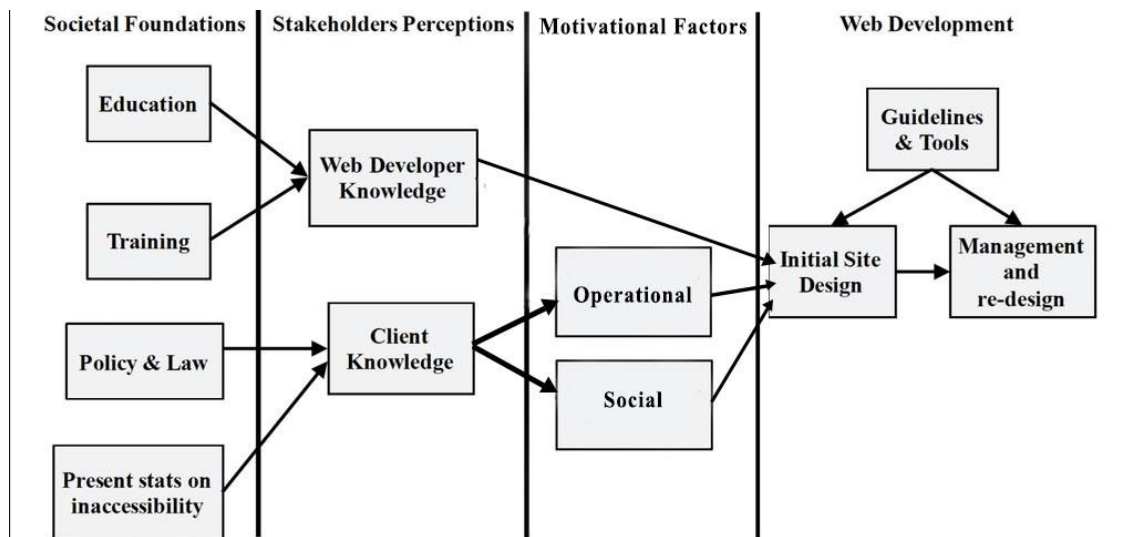 Societal Foundations
Stakeholders Perceptions
Motivational Factors
Web Development
Education
Training
Policy & Law
Present stats on
inaccessibility
Web Developer
Knowledge
Client
Knowledge
Operational
Social
Guidelines
& Tools
Initial Site
Design
Management
and
re-design